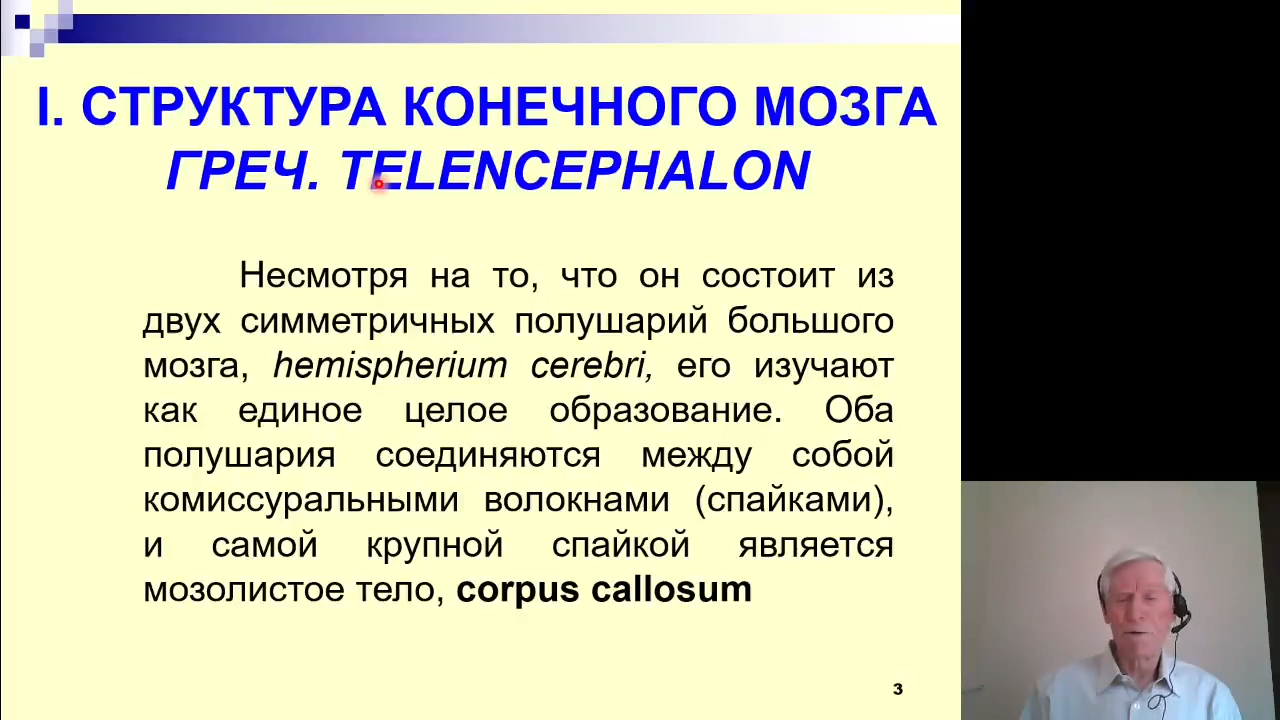 I. СТРУКТУРА КОНЕЧНОГО МОЗГА
ГРЕЧ. TELENCEPHALON
Несмотря на то, что он состоит из
двух симметричных полушарий большого
мозга, hemispherium cerebri, его изучают
как единое целое образование. Оба
полушария соединяются между собой
комиссуральными волокнами (спайками),
и самой крупной спайкой является
мозолистое тело, corpus callosum
3